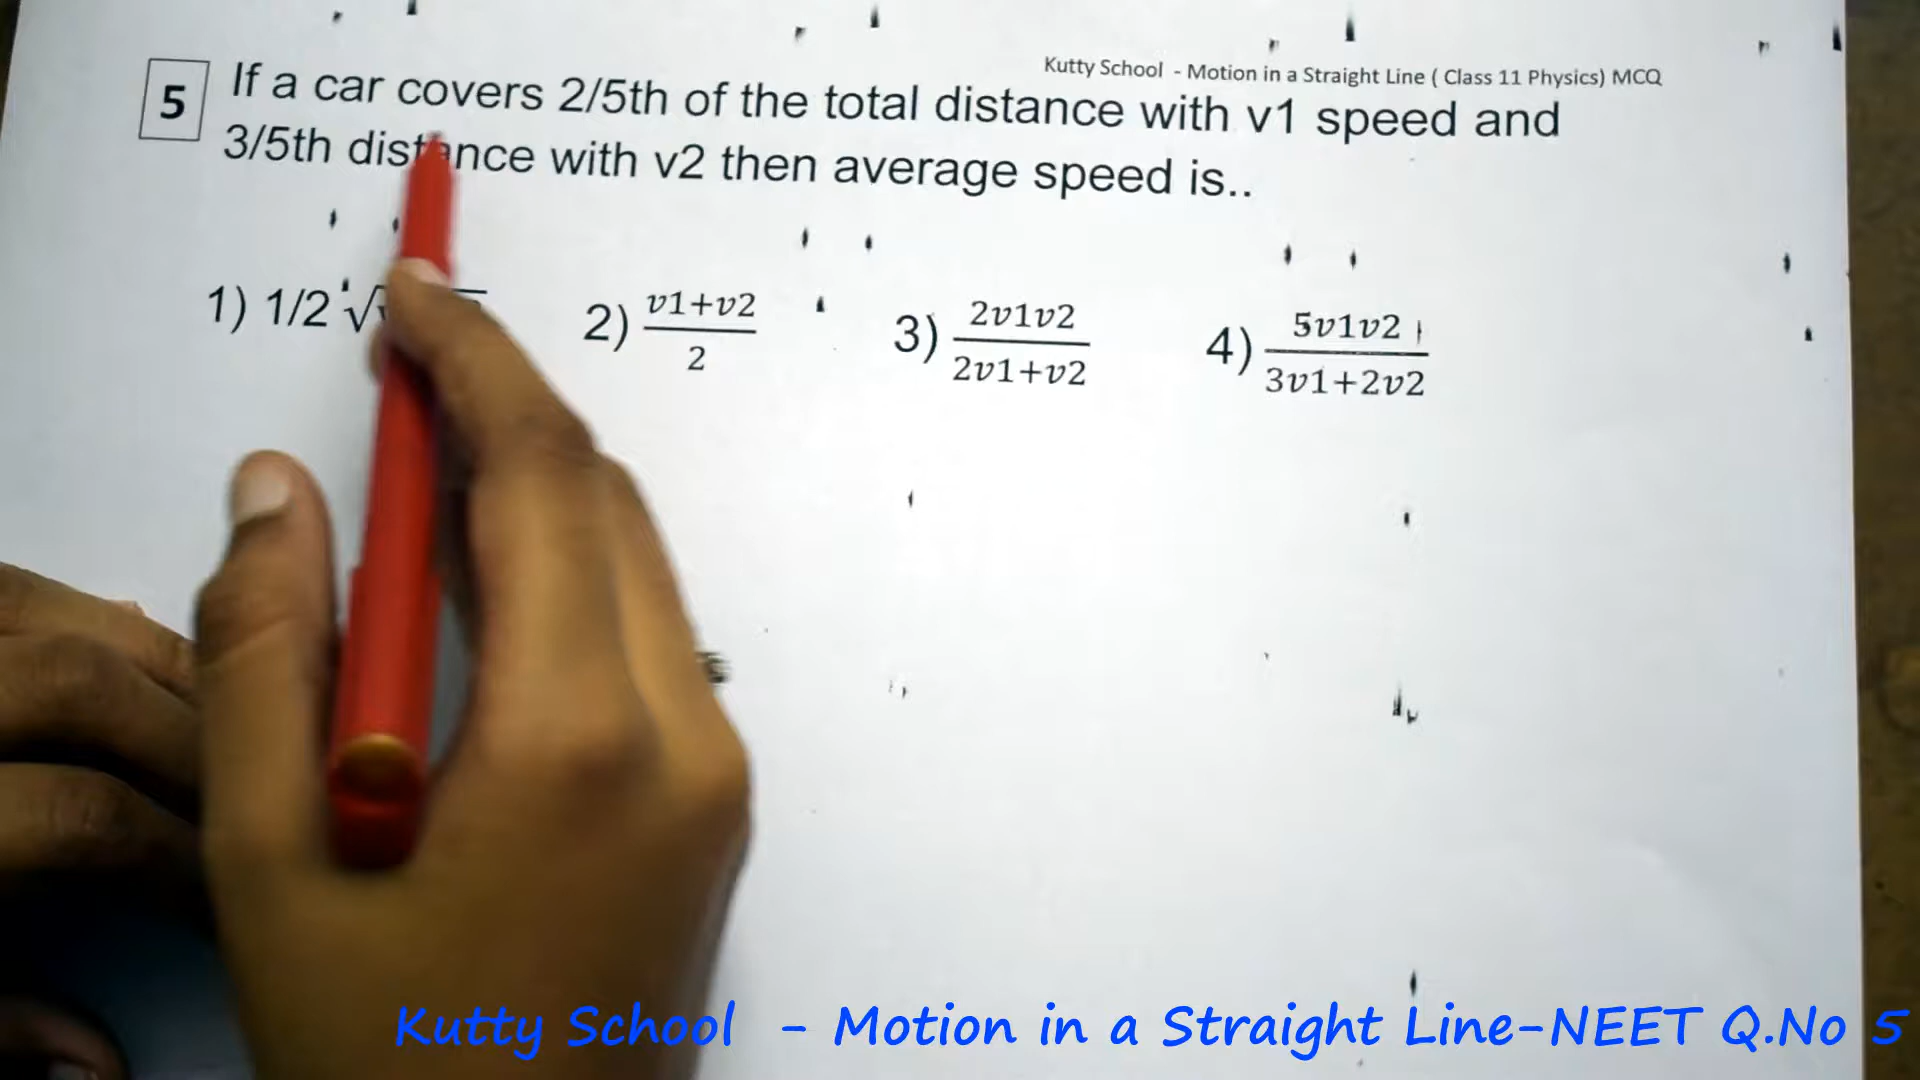 Kutty School - Motion in a Straight Line ( Class 11 Physics) MCQ
5 If a car covers 2/5th of the total distance with v1 speed and
3/5th distance with v2 then average speed is..
1) 1/2 √ 2) v1+v2/2 3) 2v1v2/2v1+v2 4) 5v1v2/3v1+2v2
Kutty School - Motion in a Straight Line-NEET Q.No 5